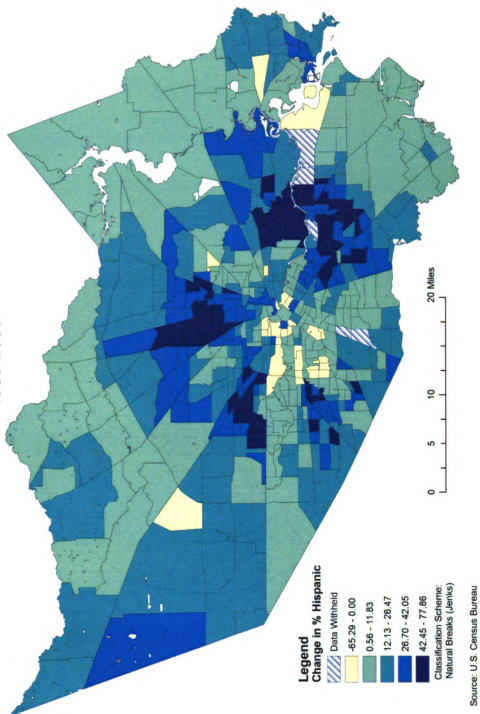 Legend
Change in % Hispanic
Data Withheld
-65.29 - 0.00
0.56 - 11.83
12.13 - 26.47
26.70 - 42.05
42.45 - 77.86
Classification Scheme:
Natural Breaks (Jenks)
Source: U.S. Census Bureau
0 5 10 20 Miles